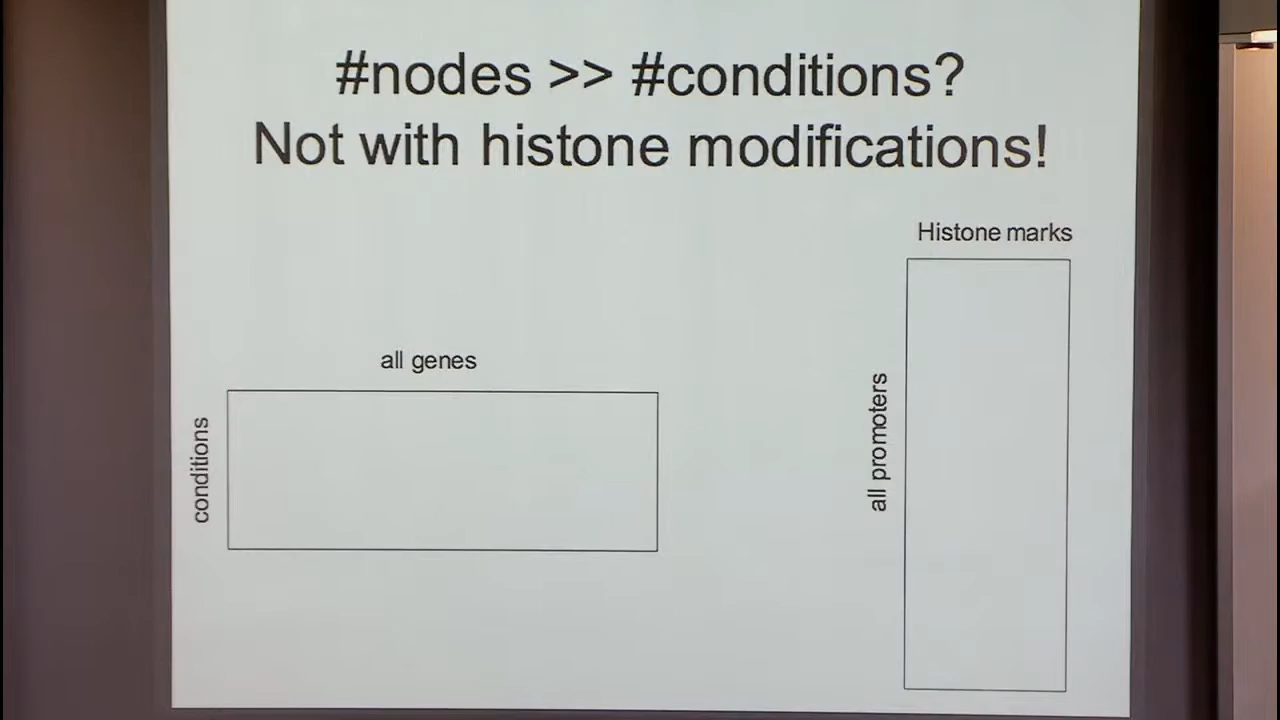 #nodes >> #conditions?
Not with histone modifications!
Histone marks
all genes
conditions
all promoters